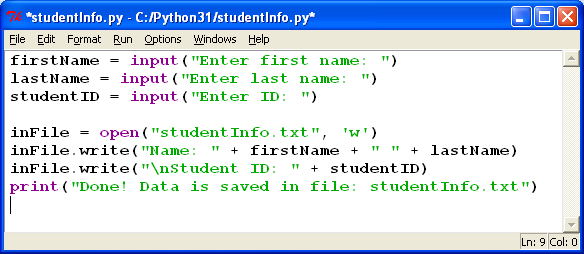 *studentInfo.py - C:/Python31/studentInfo.py*
File Edit Format Run Options Windows Help
firstName = input("Enter first name: ")
lastName = input("Enter last name: ")
studentID = input("Enter ID: ")
inFile = open("studentInfo.txt", 'w')
inFile.write("Name: " + firstName + " " + lastName)
inFile.write("\nStudent ID: " + studentID)
print("Done! Data is saved in file: studentInfo.txt")
Ln: 9 Col: 0